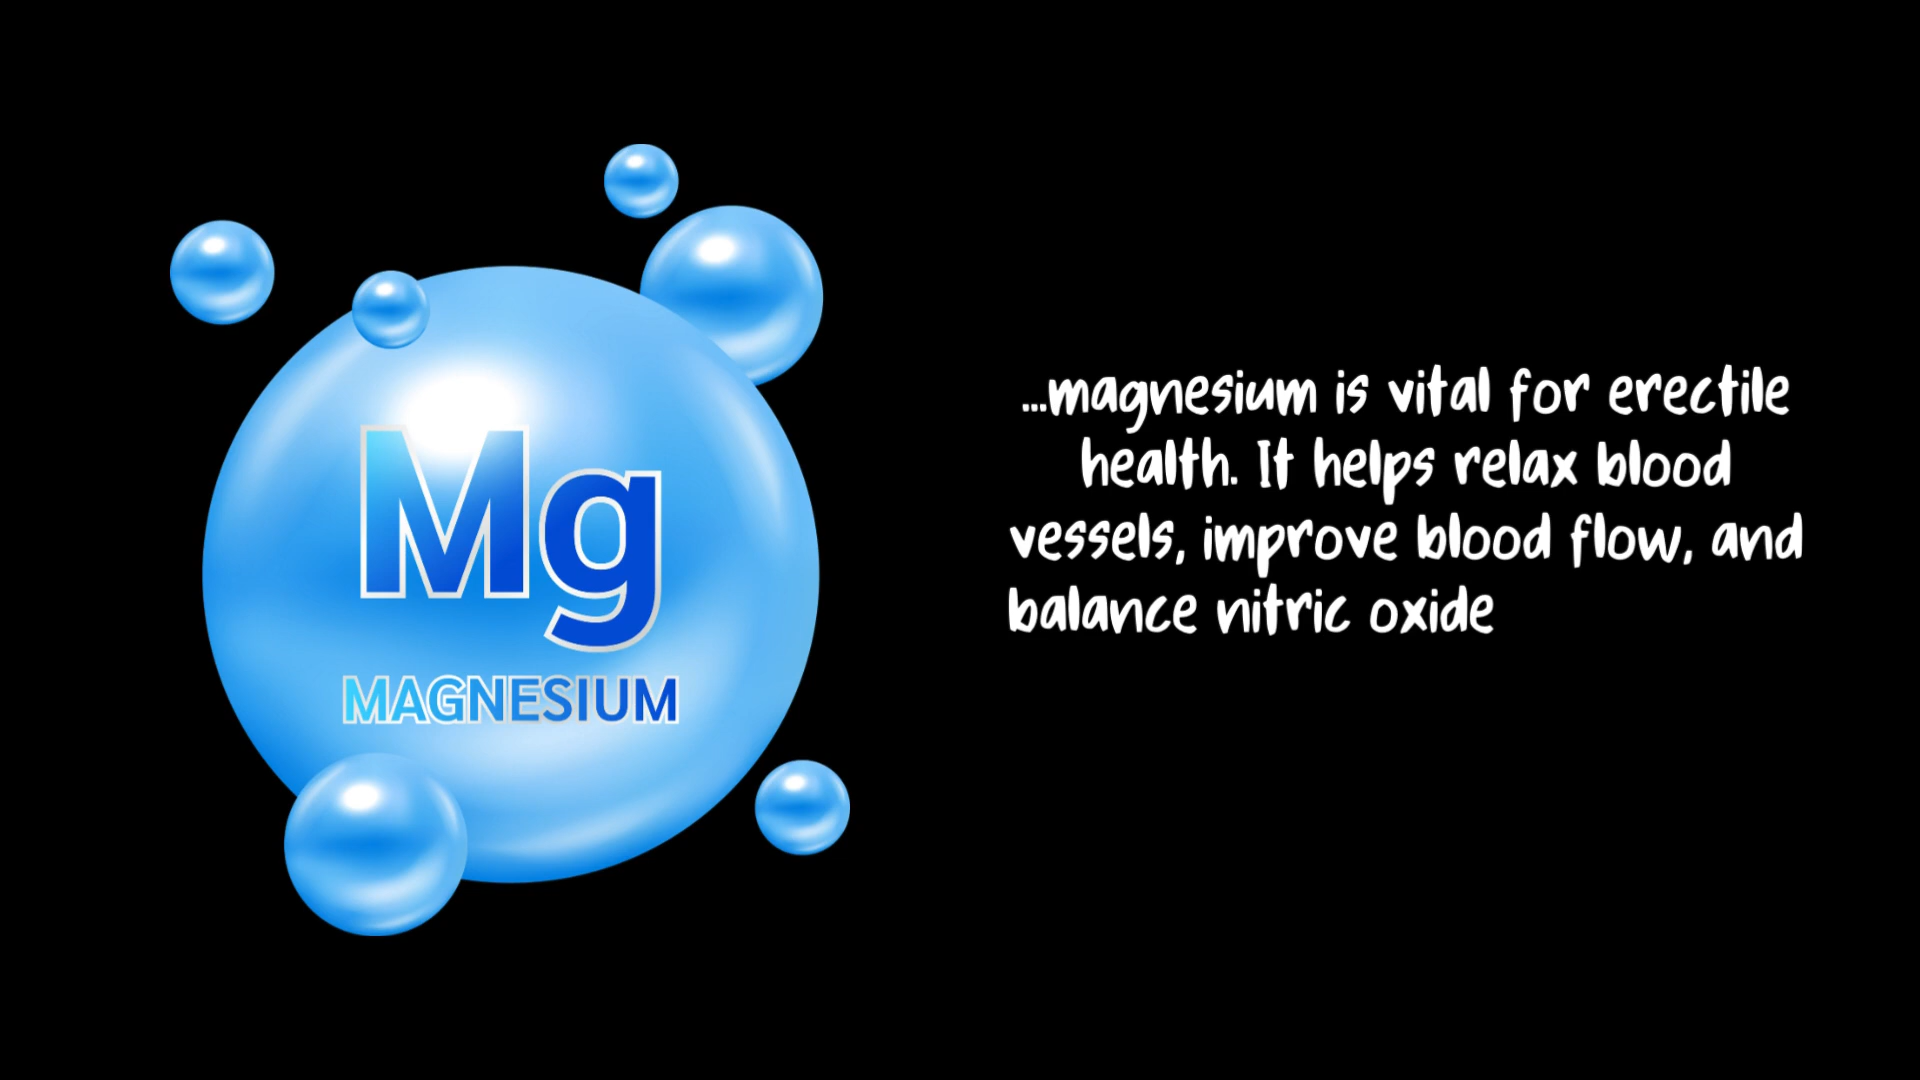 Mg
MAGNESIUM
...magnesium is vital for erectile
health. It helps relax blood
vessels, improve blood flow, and
balance nitric oxide